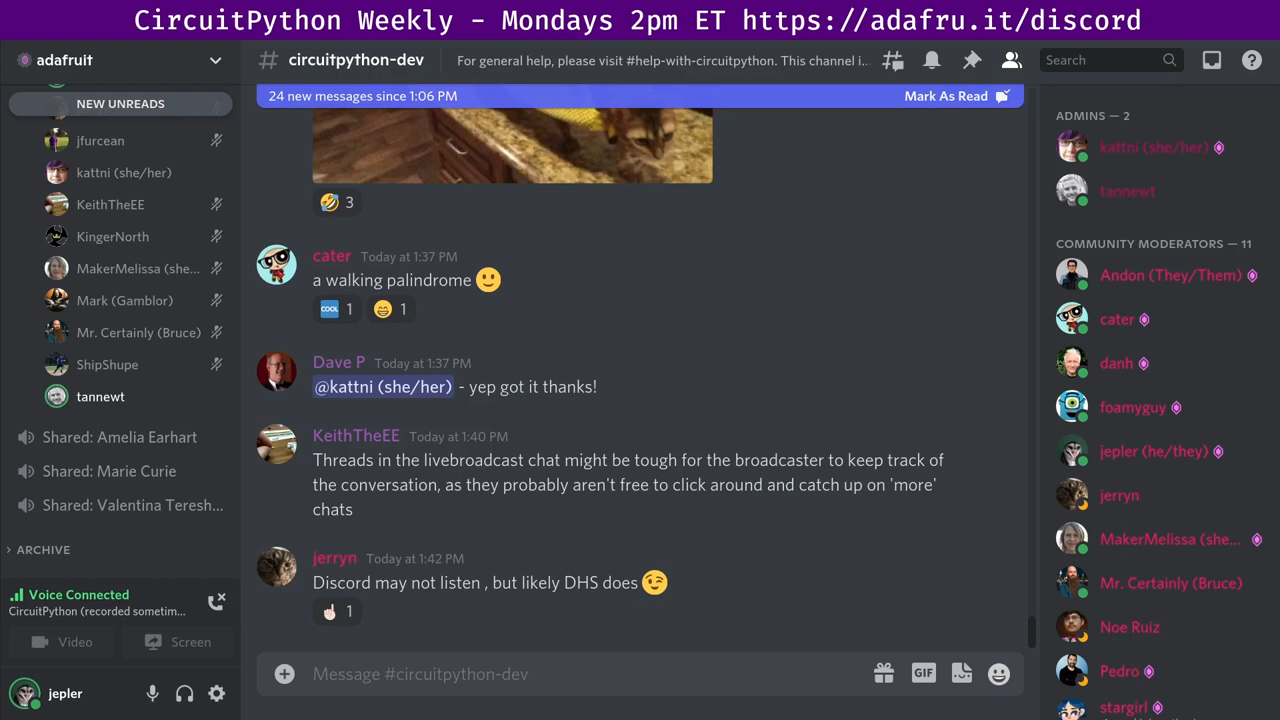 CircuitPython Weekly - Mondays 2pm ET https://adafru.it/discord
adafruit
NEW UNREADS
jfurcean
kattni (she/her)
KeithTheEE
KingerNorth
MakerMelissa (she...
Mark (Gamblor)
Mr. Certainly (Bruce)
ShipShupe
tannewt
Shared: Amelia Earhart
Shared: Marie Curie
Shared: Valentina Teresh...
ARCHIVE
Voice Connected
CircuitPython (recorded sometim...
Video
Screen
jepler
circuitpython-dev
For general help, please visit #help-with-circuitpython. This channel i...
Search
24 new messages since 1:06 PM
Mark As Read
3
cater Today at 1:37 PM
a walking palindrome
COOL 1 1
Dave P Today at 1:37 PM
@kattni (she/her) - yep got it thanks!
KeithTheEE Today at 1:40 PM
Threads in the livebroadcast chat might be tough for the broadcaster to keep track of
the conversation, as they probably aren't free to click around and catch up on 'more'
chats
jerryn Today at 1:42 PM
Discord may not listen , but likely DHS does
1
Message #circuitpython-dev
GIF
ADMINS — 2
kattni (she/her)
tannewt
COMMUNITY MODERATORS — 11
Andon (They/Them)
cater
danh
foamyguy
jepler (he/they)
jerryn
MakerMelissa (she...
Mr. Certainly (Bruce)
Noe Ruiz
Pedro
stargirl